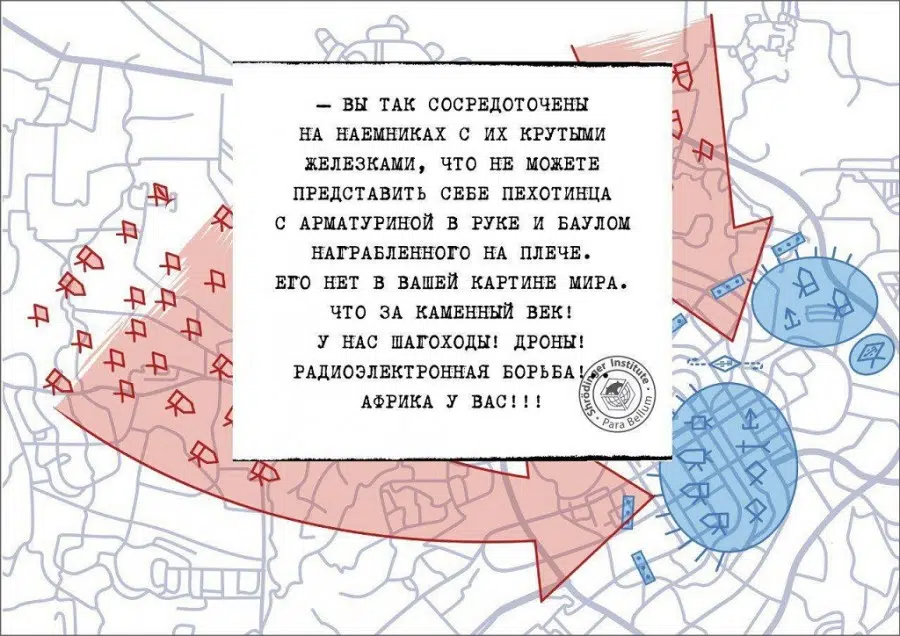 — ВЫ ТАК СОСРЕДОТОЧЕНЫ
НА НАЕМНИКАХ С ИХ КРУТЫМИ
ЖЕЛЕЗКАМИ, ЧТО НЕ МОЖЕТЕ
ПРЕДСТАВИТЬ СЕБЕ ПЕХОТИНЦА
С АРМАТУРИНОЙ В РУКЕ И БАУЛОМ
НАГРАБЛЕННОГО НА ПЛЕЧЕ.
ЕГО НЕТ В ВАШЕЙ КАРТИНЕ МИРА.
ЧТО ЗА КАМЕННЫЙ ВЕК!
У НАС ШАГОХОДЫ! ДРОНЫ!
РАДИОЭЛЕКТРОННАЯ БОРЬБА!..
АФРИКА У ВАС!!!
Shrödinger Institute
Para Bellum